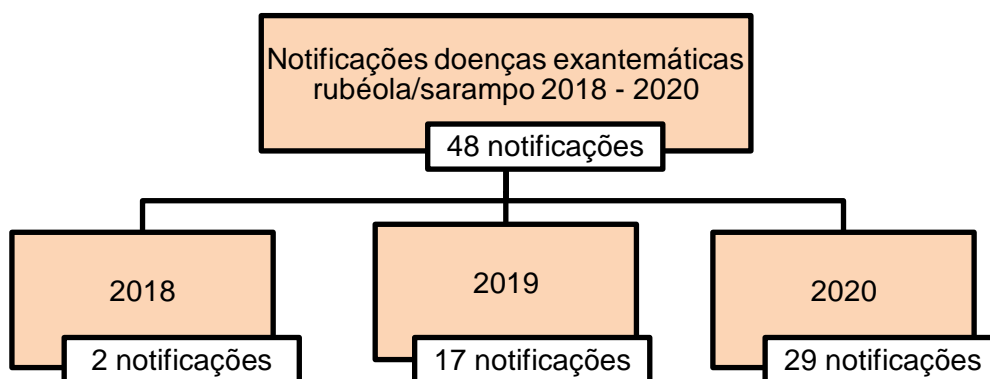 Notificações doenças exantemáticas
rubéola/sarampo 2018 - 2020
48 notificações
2018
2 notificações
2019
17 notificações
2020
29 notificações